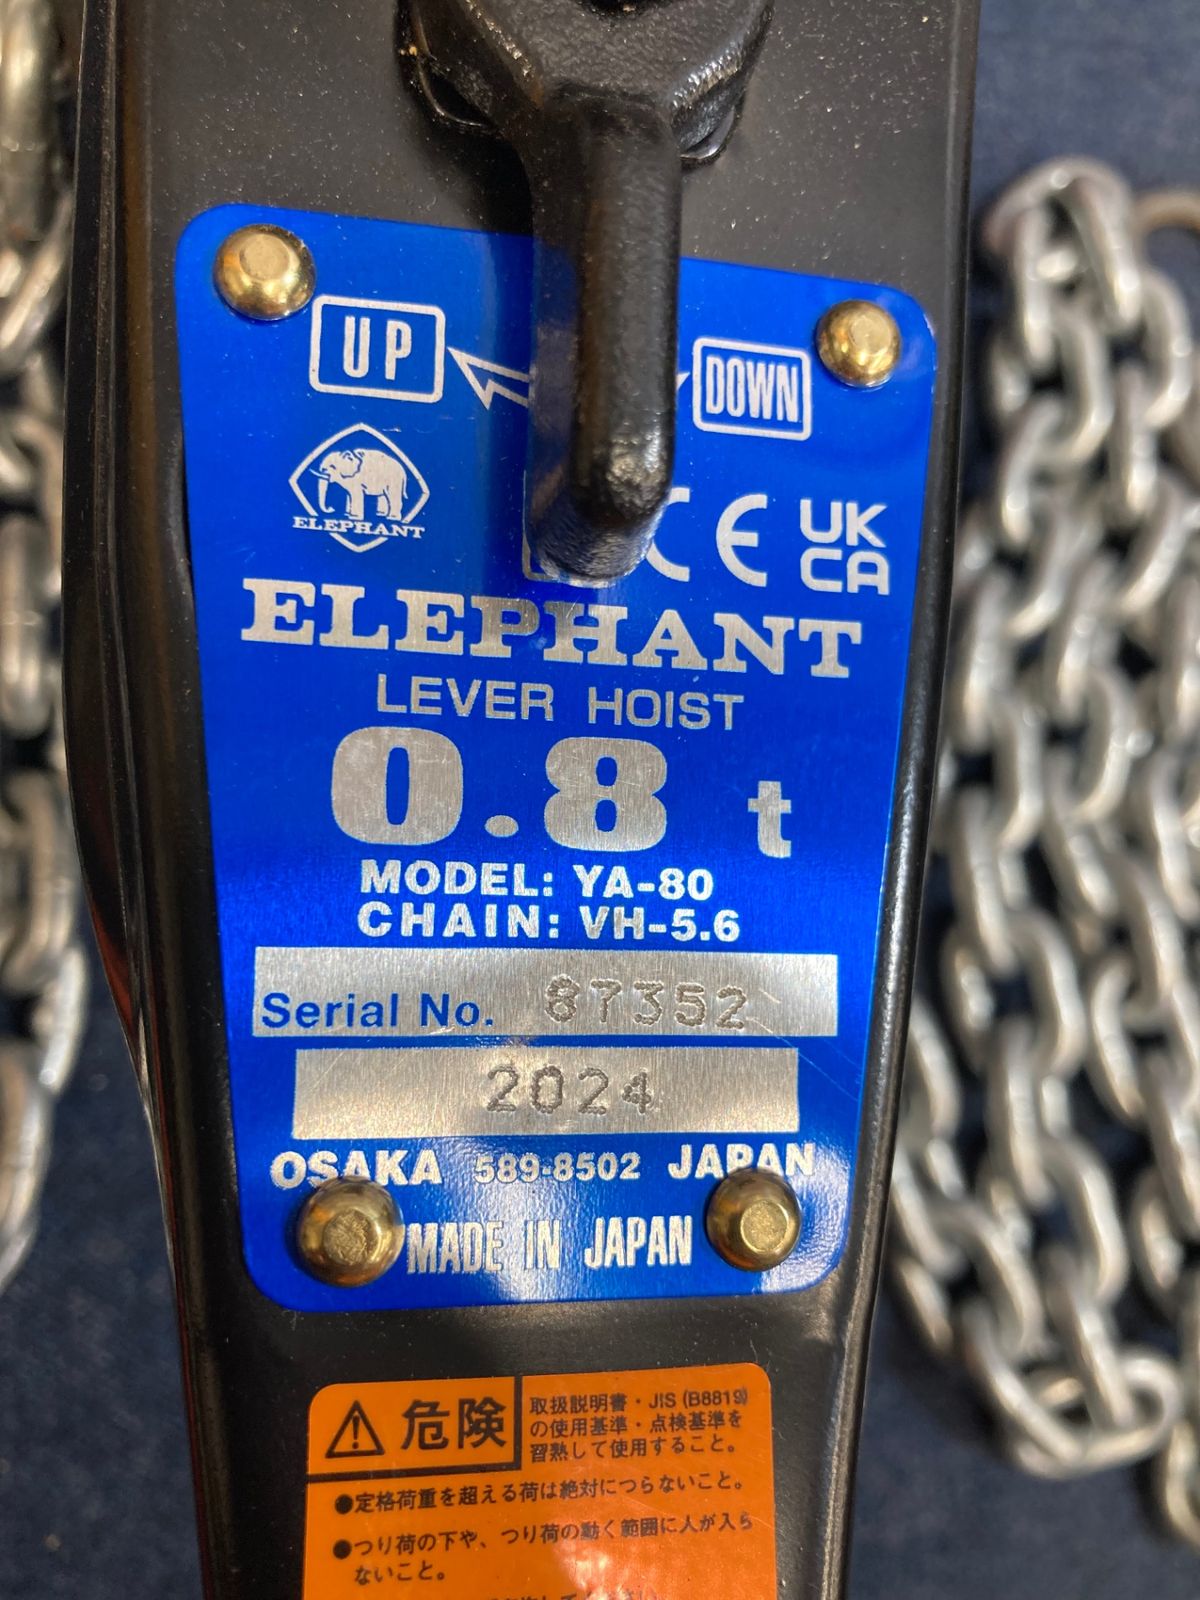 UP
DOWN
ELEPHANT
CE
UK
CA
ELEPHANT
LEVER HOIST
0.8 t
MODEL: YA-80
CHAIN: VH-5.6
Serial No. 87352
2024
OSAKA 589-8502 JAPAN
MADE IN JAPAN
危険
取扱説明書・JIS (B8819)
の使用基準・点検基準を
習熟して使用すること。
●定格荷重を超える荷は絶対につらないこと。
●つり荷の下や、つり荷の動く範囲に人が入ら
ないこと。